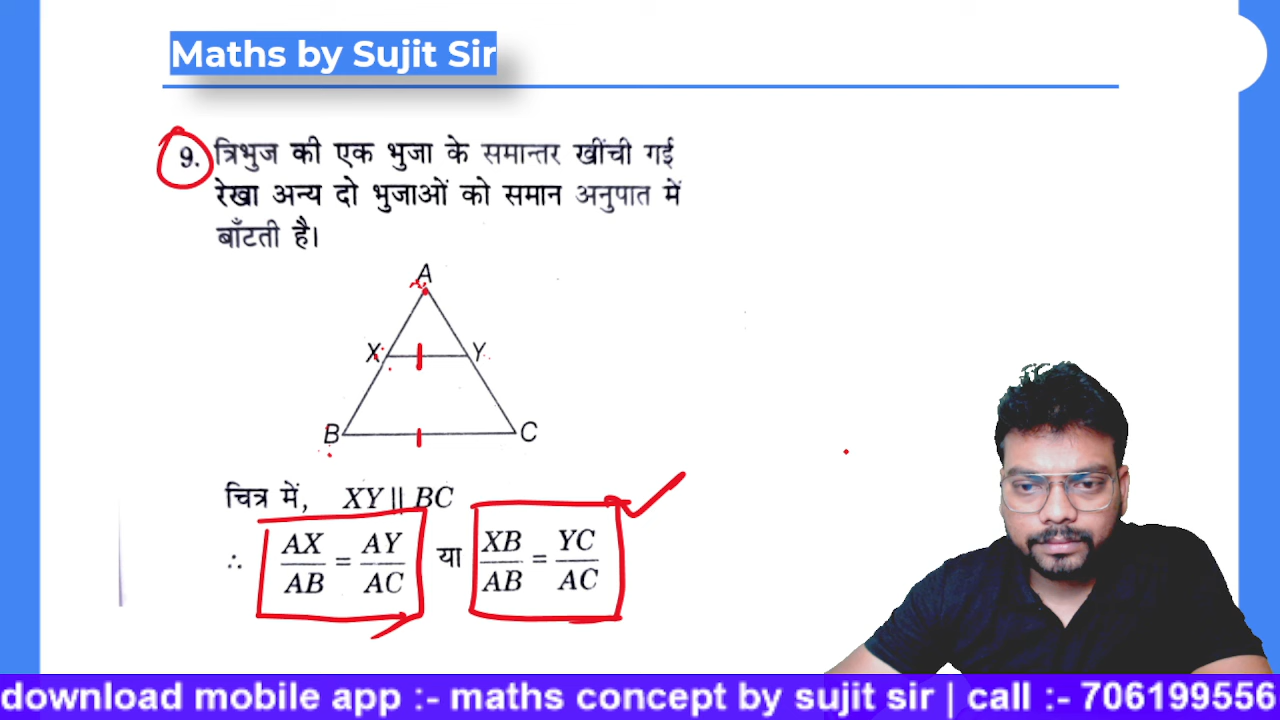 Maths by Sujit Sir
9. त्रिभुज की एक भुजा के समान्तर खींची गई
रेखा अन्य दो भुजाओं को समान अनुपात में
बाँटती है।
A
X Y
B C
चित्र में, XY || BC
∴ AX/AB = AY/AC या XB/AB = YC/AC
download mobile app :- maths concept by sujit sir | call :- 706199556